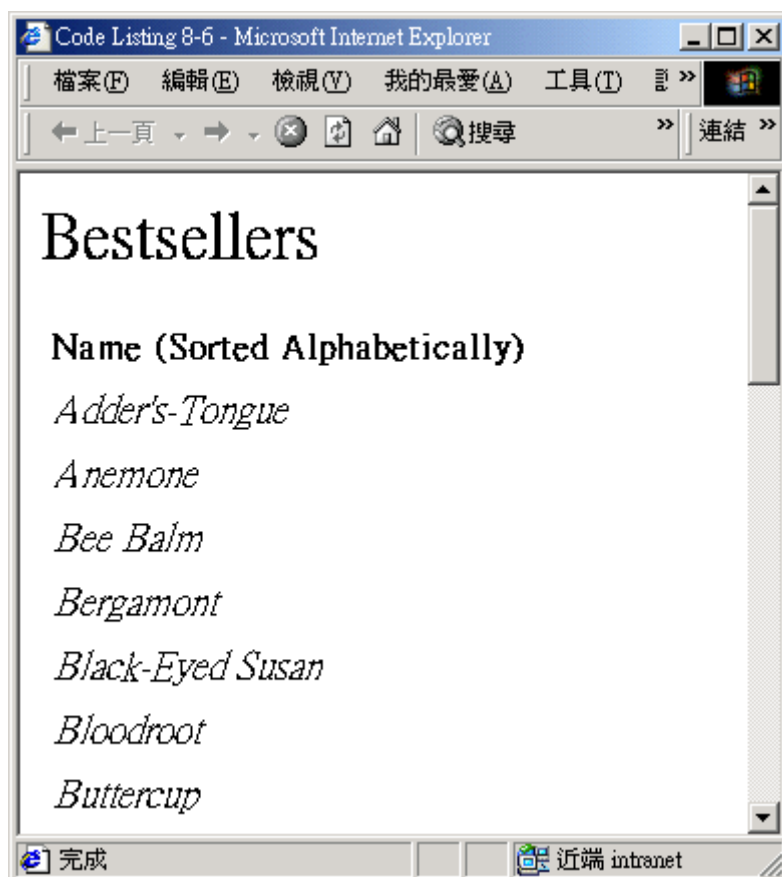 Code Listing 8-6 - Microsoft Internet Explorer
檔案(F) 編輯(E) 檢視(V) 我的最愛(A) 工具(T) »
上一頁 搜尋 » 連結 »
Bestsellers
Name (Sorted Alphabetically)
Adder's-Tongue
Anemone
Bee Balm
Bergamont
Black-Eyed Susan
Bloodroot
Buttercup
完成 近端 intranet